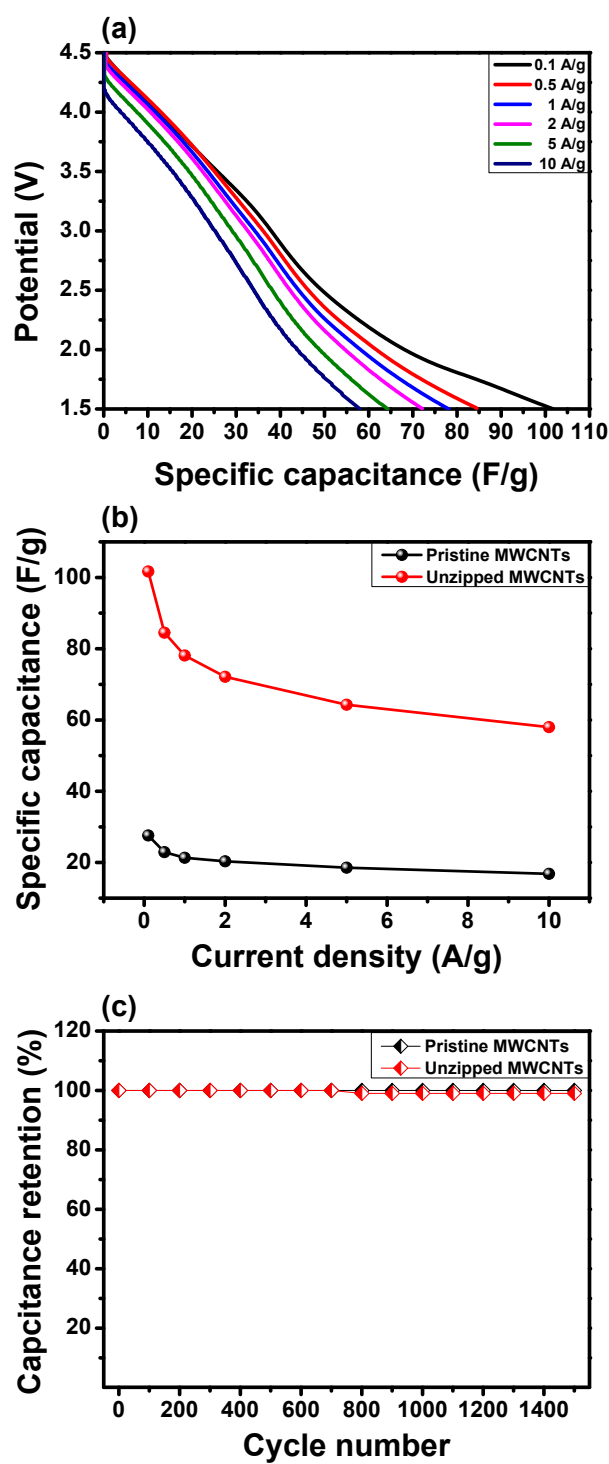 (a)
4.5
4.0
3.5
3.0
2.5
2.0
1.5
Potential (V)
0.1 A/g
0.5 A/g
1 A/g
2 A/g
5 A/g
10 A/g
0 10 20 30 40 50 60 70 80 90 100 110
Specific capacitance (F/g)
(b)
100
80
60
40
20
Specific capacitance (F/g)
Pristine MWCNTs
Unzipped MWCNTs
0 2 4 6 8 10
Current density (A/g)
(c)
120
100
80
60
40
20
Capcitance retention (%)
Pristine MWCNTs
Unzipped MWCNTs
0 200 400 600 800 1000 1200 1400
Cycle number